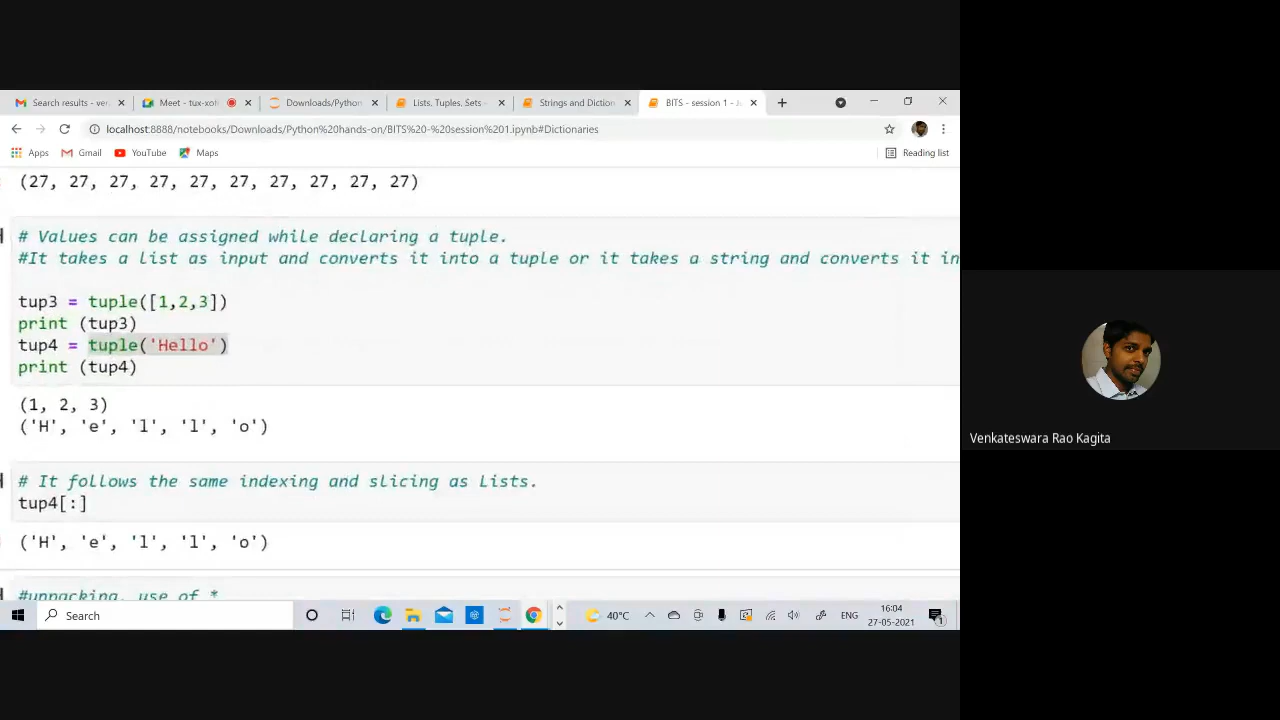 Search results - ver
Meet - tux-xoh
Downloads/Python
Lists. Tuples. Sets -
Strings and Diction
BITS - session 1 -
localhost:8888/notebooks/Downloads/Python%20hands-on/BITS%20-%20session%201.ipynb#Dictionaries
Apps Gmail YouTube Maps Reading list
(27, 27, 27, 27, 27, 27, 27, 27, 27, 27)
# Values can be assigned while declaring a tuple.
#It takes a list as input and converts it into a tuple or it takes a string and converts it in
tup3 = tuple([1,2,3])
print (tup3)
tup4 = tuple('Hello')
print (tup4)
(1, 2, 3)
('H', 'e', 'l', 'l', 'o')
# It follows the same indexing and slicing as Lists.
tup4[:]
('H', 'e', 'l', 'l', 'o')
#unpacking, use of *
Venkateswara Rao Kagita
Search
40°C
ENG
16:04
27-05-2021